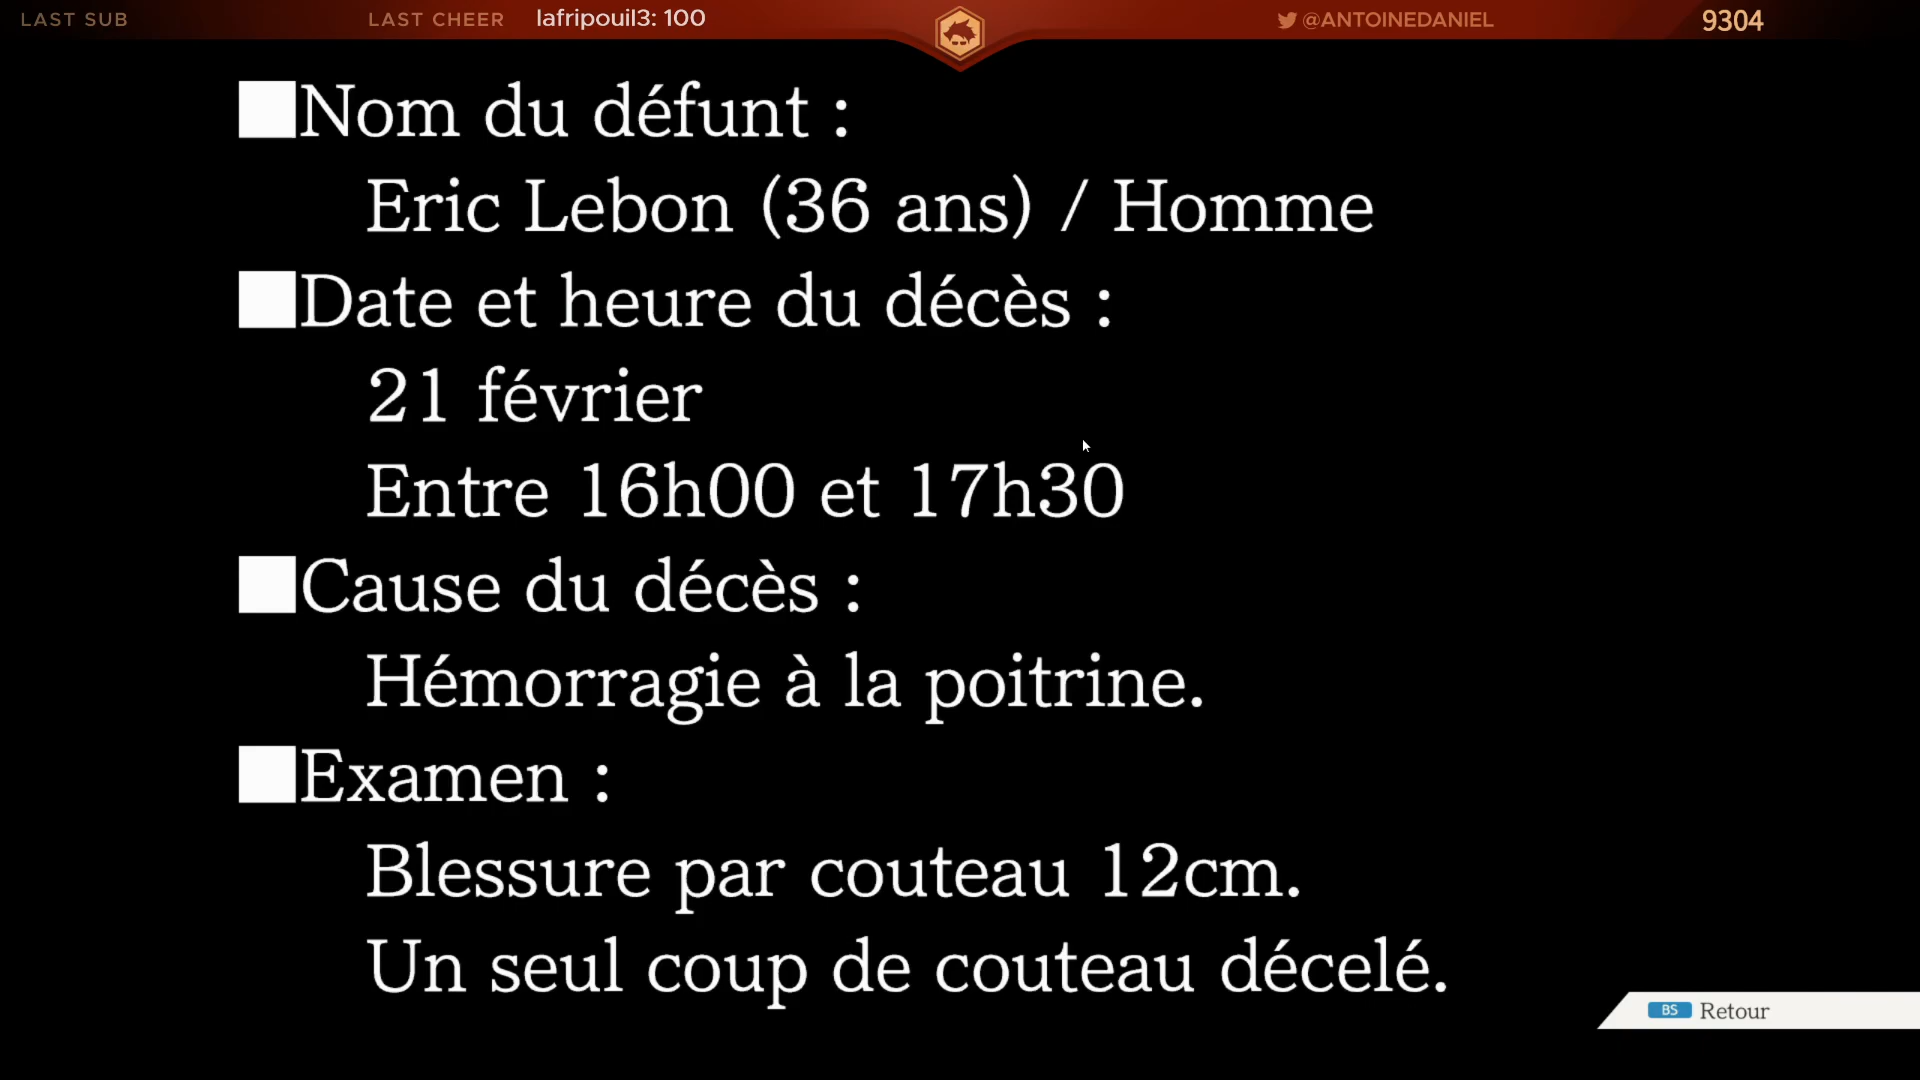 LAST SUB
LAST CHEER lafripouil3: 100
@ANTOINEDANIEL
9304
Nom du défunt :
Eric Lebon (36 ans) / Homme
Date et heure du décès :
21 février
Entre 16h00 et 17h30
Cause du décès :
Hémorragie à la poitrine.
Examen :
Blessure par couteau 12cm.
Un seul coup de couteau décelé.
BS Retour